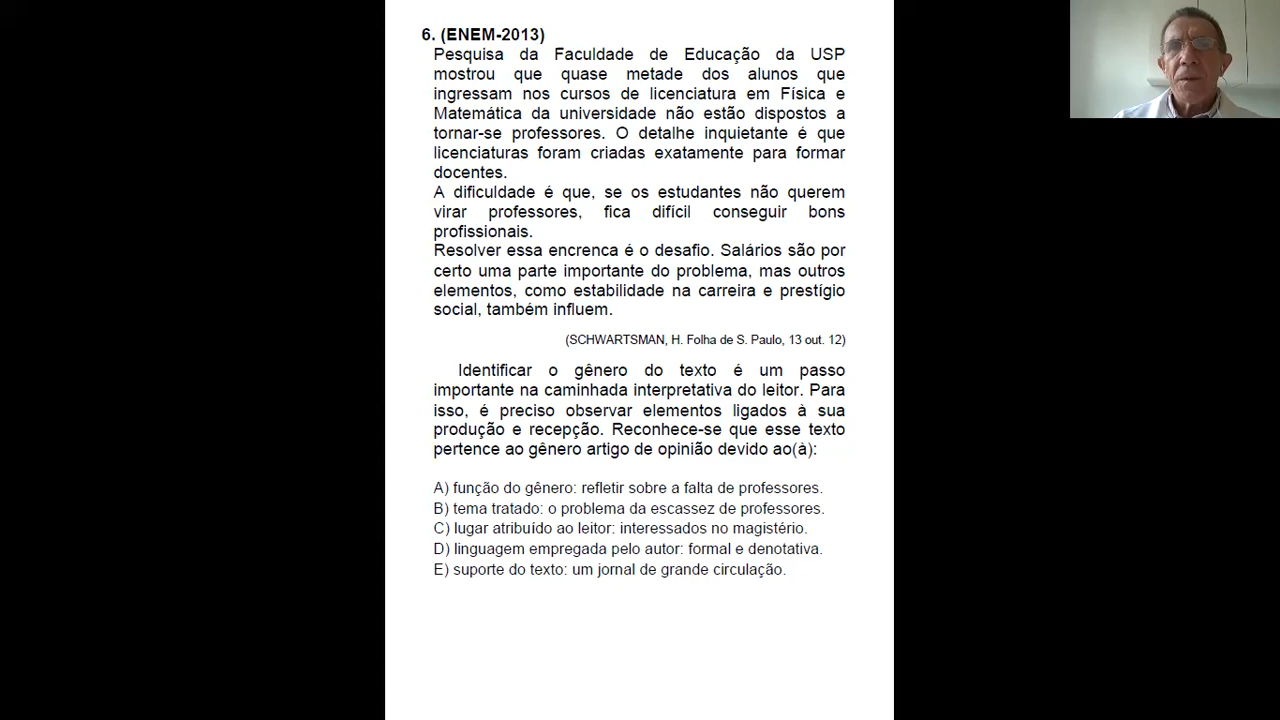 6. (ENEM-2013)
Pesquisa da Faculdade de Educação da USP
mostrou que quase metade dos alunos que
ingressam nos cursos de licenciatura em Física e
Matemática da universidade não estão dispostos a
tornar-se professores. O detalhe inquietante é que
licenciaturas foram criadas exatamente para formar
docentes.
A dificuldade é que, se os estudantes não querem
virar professores, fica difícil conseguir bons
profissionais.
Resolver essa encrenca é o desafio. Salários são por
certo uma parte importante do problema, mas outros
elementos, como estabilidade na carreira e prestígio
social, também influem.
(SCHWARTSMAN, H. Folha de S. Paulo, 13 out. 12)
Identificar o gênero do texto é um passo
importante na caminhada interpretativa do leitor. Para
isso, é preciso observar elementos ligados à sua
produção e recepção. Reconhece-se que esse texto
pertence ao gênero artigo de opinião devido ao(à):
A) função do gênero: refletir sobre a falta de professores.
B) tema tratado: o problema da escassez de professores.
C) lugar atribuído ao leitor: interessados no magistério.
D) linguagem empregada pelo autor: formal e denotativa.
E) suporte do texto: um jornal de grande circulação.